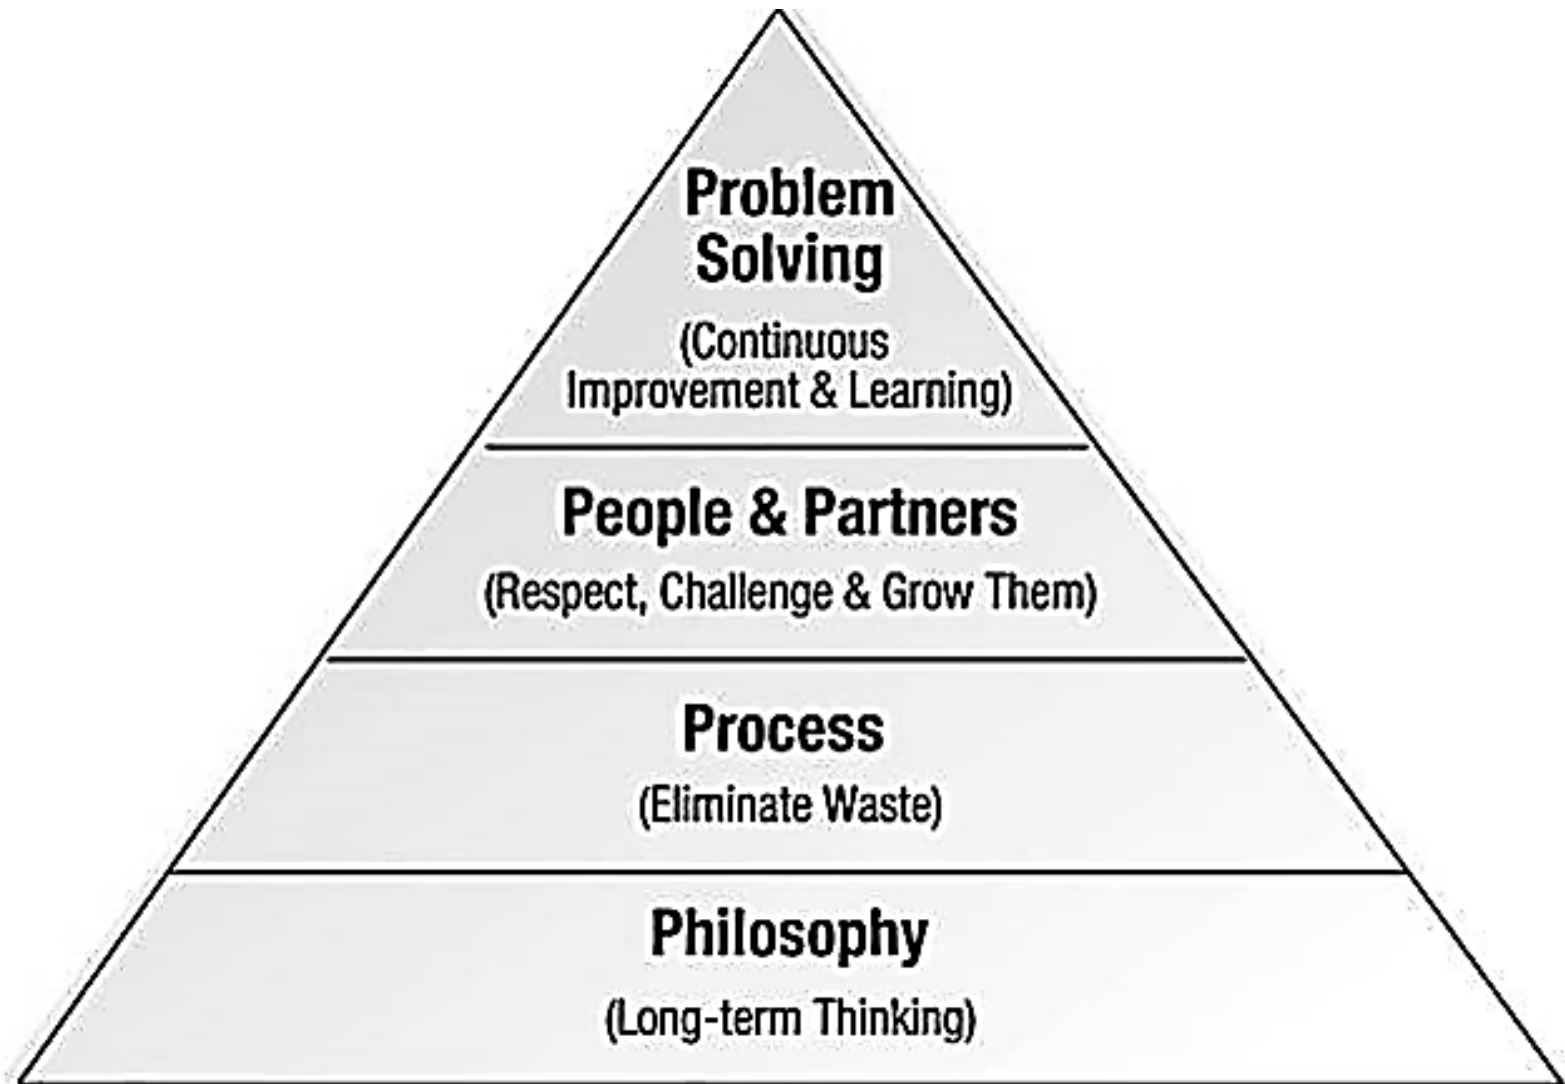 Problem
Solving
(Continuous
Improvement & Learning)
People & Partners
(Respect, Challenge & Grow Them)
Process
(Eliminate Waste)
Philosophy
(Long-term Thinking)